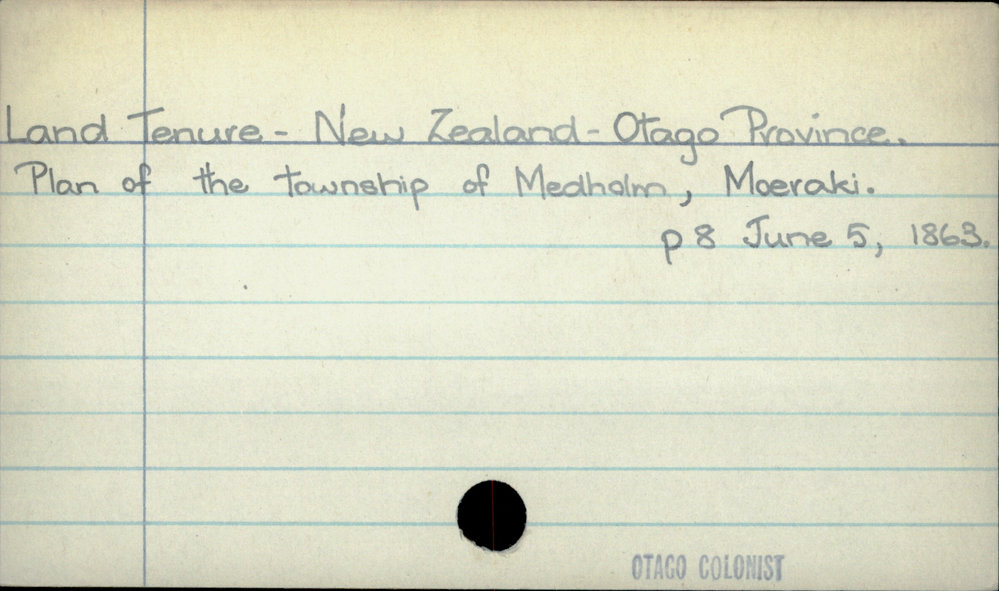 Land Tenure - New Zealand - Otago Province.
Plan of the township of Medholm, Moeraki.
p 8 June 5, 1863.
OTAGO COLONIST